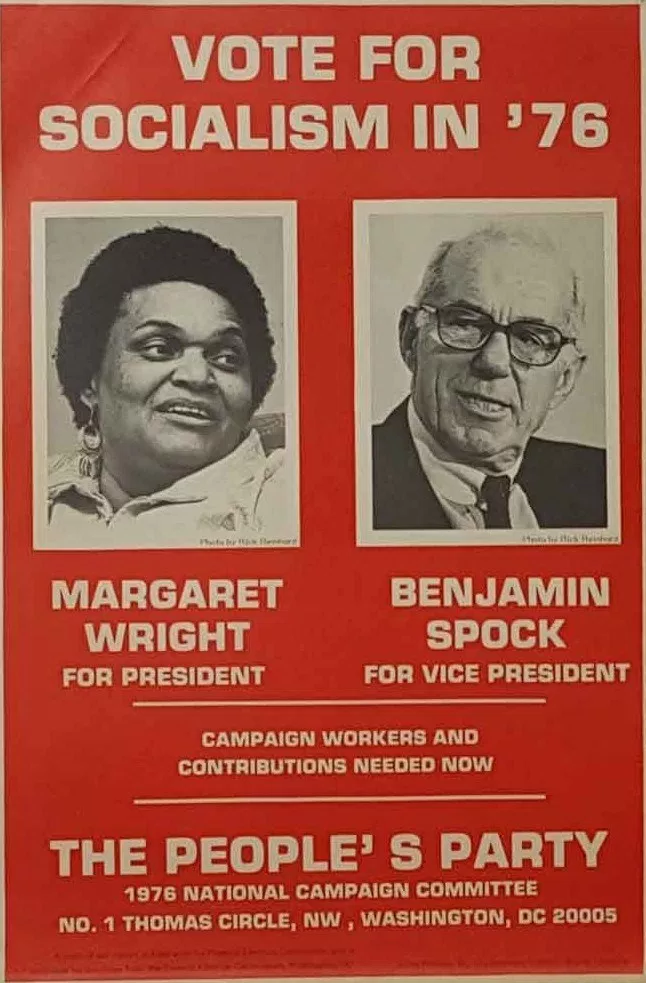 VOTE FOR
SOCIALISM IN '76
Photo by Rick Reinhard
Photo by Rick Reinhard
MARGARET
WRIGHT
FOR PRESIDENT
BENJAMIN
SPOCK
FOR VICE PRESIDENT
CAMPAIGN WORKERS AND
CONTRIBUTIONS NEEDED NOW
THE PEOPLE' S PARTY
1976 NATIONAL CAMPAIGN COMMITTEE
NO. 1 THOMAS CIRCLE, NW , WASHINGTON, DC 20005